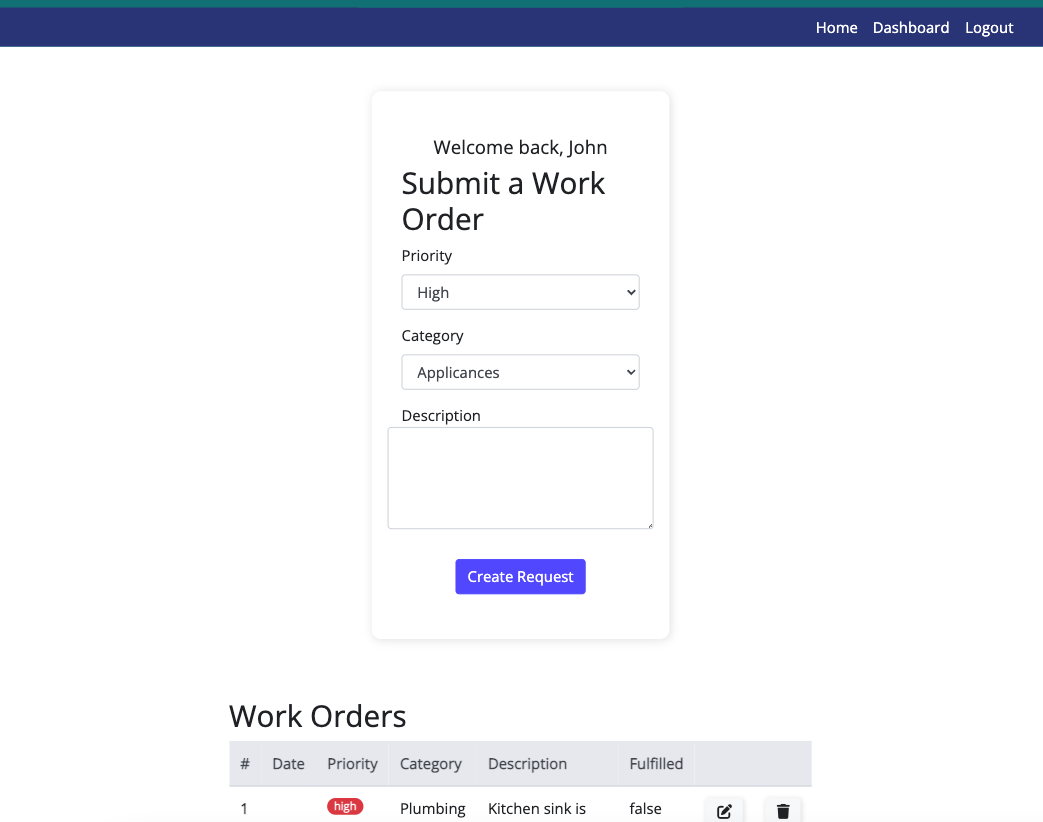 Home Dashboard Logout
Welcome back, John
Submit a Work
Order
Priority
High
Category
Applicances
Description
Create Request
Work Orders
# Date Priority Category Description Fulfilled
1 high Plumbing Kitchen sink is false